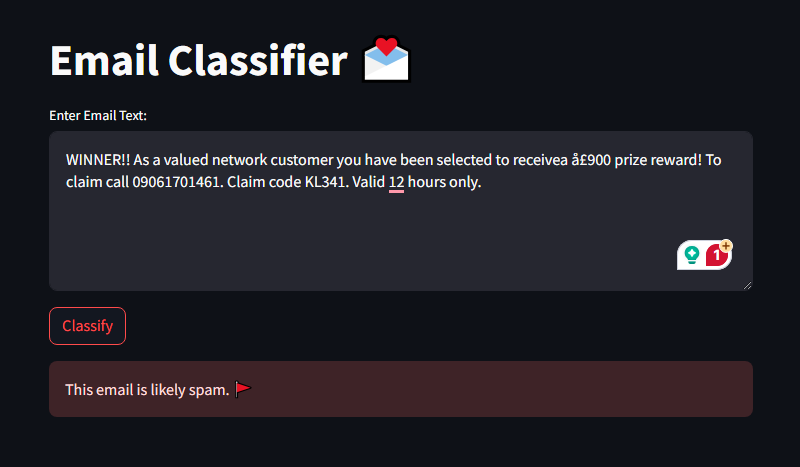 Email Classifier
Enter Email Text:
WINNER!! As a valued network customer you have been selected to receivea å£900 prize reward! To
claim call 09061701461. Claim code KL341. Valid 12 hours only.
1
+
Classify
This email is likely spam.